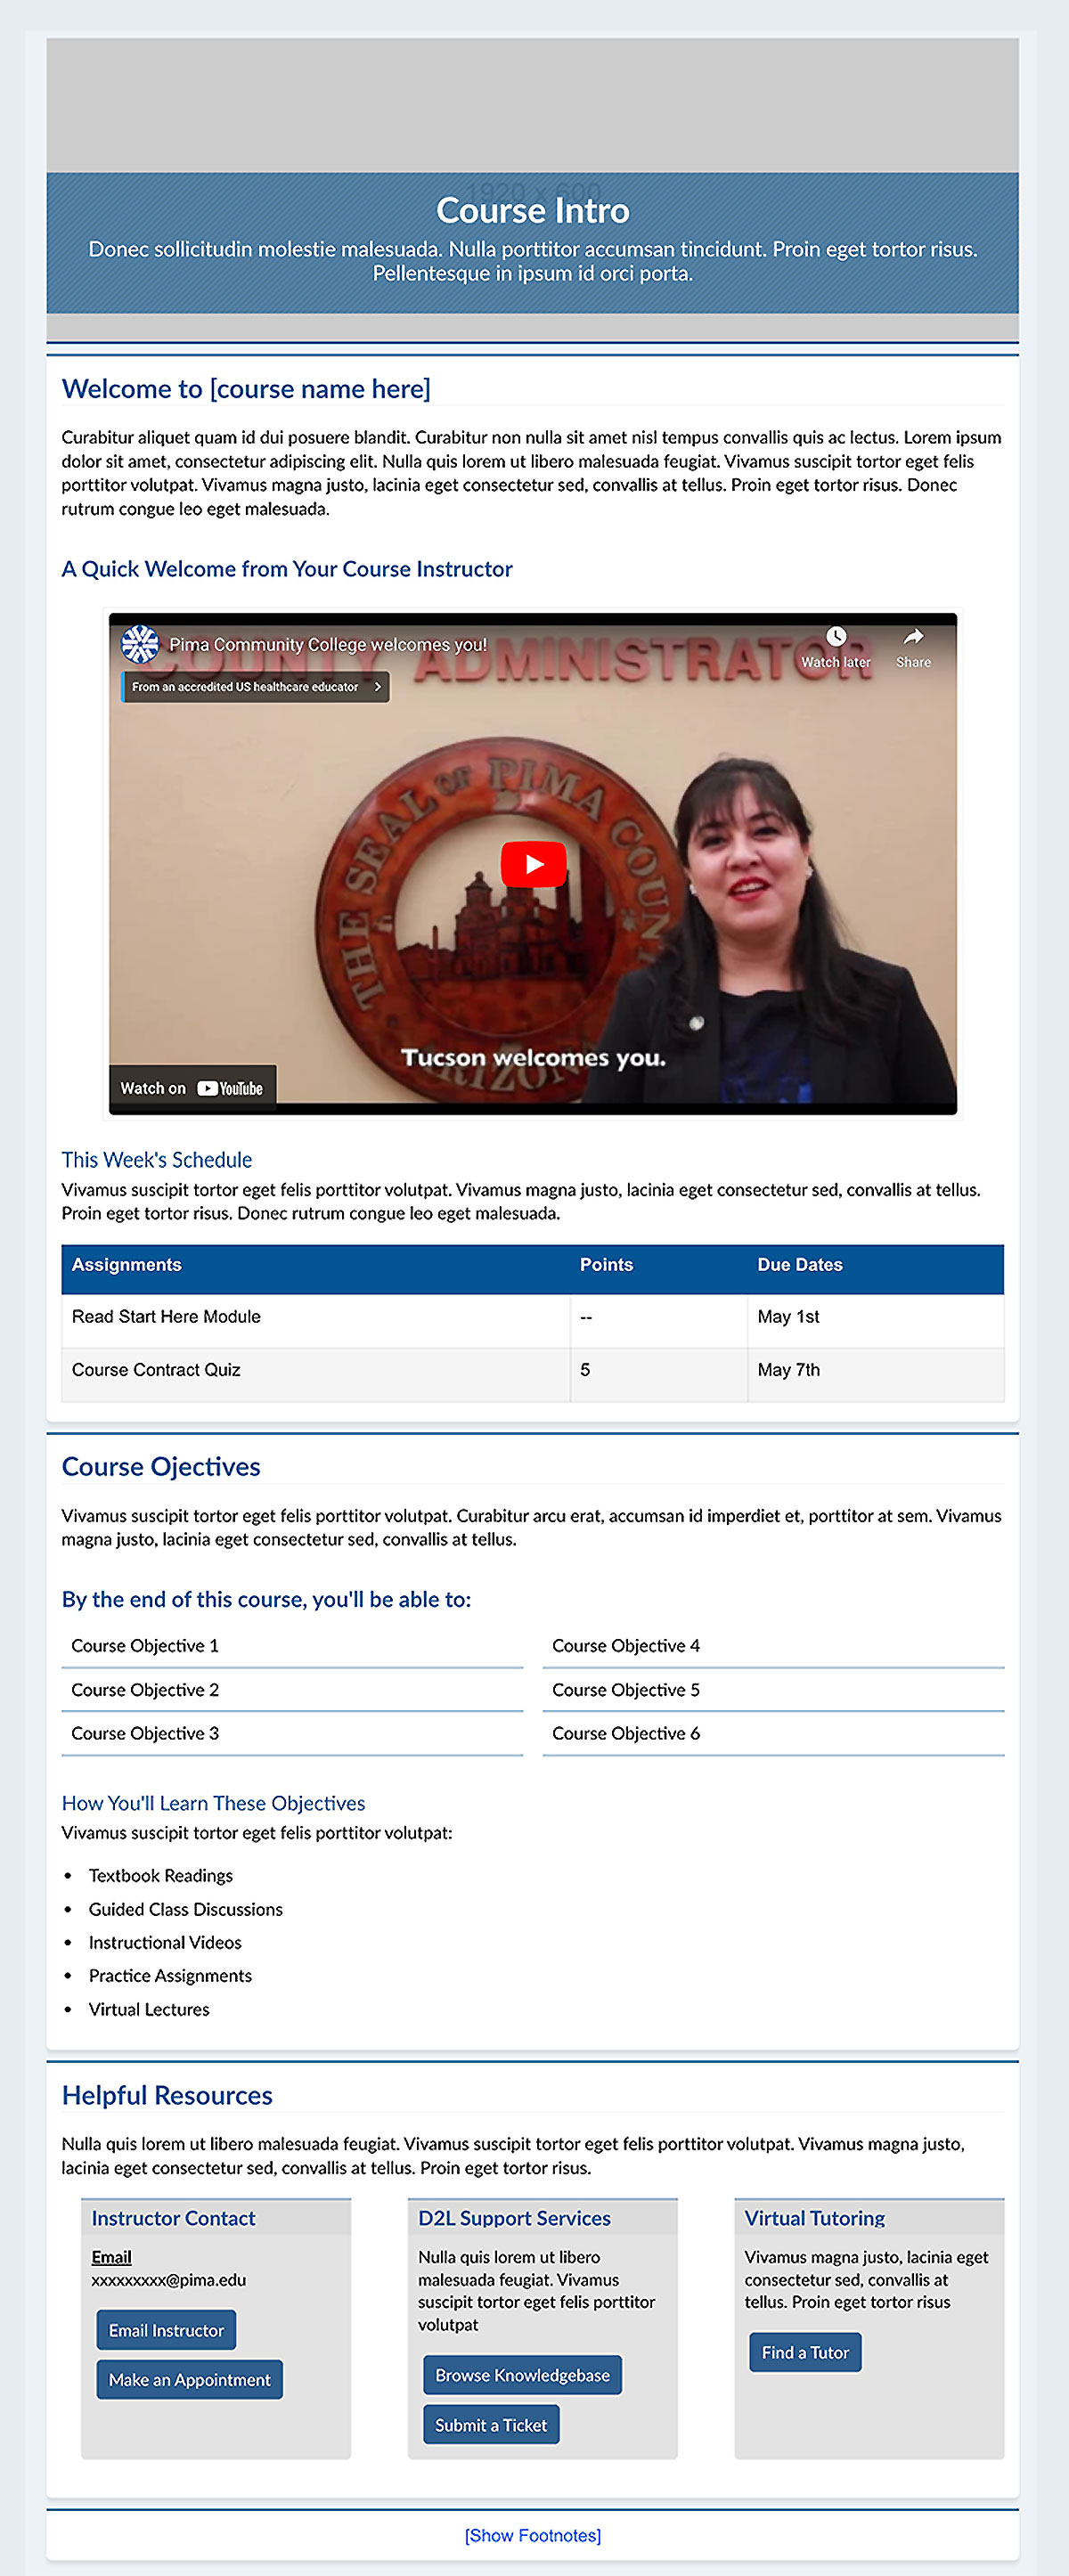 1920 x 600
Course Intro
Donec sollicitudin molestie malesuada. Nulla porttitor accumsan tincidunt. Proin eget tortor risus.
Pellentesque in ipsum id orci porta.
Welcome to [course name here]
Curabitur aliquet quam id dui posuere blandit. Curabitur non nulla sit amet nisl tempus convallis quis ac lectus. Lorem ipsum
dolor sit amet, consectetur adipiscing elit. Nulla quis lorem ut libero malesuada feugiat. Vivamus suscipit tortor eget felis
porttitor volutpat. Vivamus magna justo, lacinia eget consectetur sed, convallis at tellus. Proin eget tortor risus. Donec
rutrum congue leo eget malesuada.
A Quick Welcome from Your Course Instructor
COUNTY ADMINISTRATOR
Pima Community College welcomes you!
Watch later
Share
From an accredited US healthcare educator
THE SEAL OF PIMA COUN
Tucson welcomes you.
RIZON
Watch on YouTube
This Week's Schedule
Vivamus suscipit tortor eget felis porttitor volutpat. Vivamus magna justo, lacinia eget consectetur sed, convallis at tellus.
Proin eget tortor risus. Donec rutrum congue leo eget malesuada.
Assignments Points Due Dates
Read Start Here Module -- May 1st
Course Contract Quiz 5 May 7th
Course Ojectives
Vivamus suscipit tortor eget felis porttitor volutpat. Curabitur arcu erat, accumsan id imperdiet et, porttitor at sem. Vivamus
magna justo, lacinia eget consectetur sed, convallis at tellus.
By the end of this course, you'll be able to:
Course Objective 1
Course Objective 2
Course Objective 3
Course Objective 4
Course Objective 5
Course Objective 6
How You'll Learn These Objectives
Vivamus suscipit tortor eget felis porttitor volutpat:
• Textbook Readings
• Guided Class Discussions
• Instructional Videos
• Practice Assignments
• Virtual Lectures
Helpful Resources
Nulla quis lorem ut libero malesuada feugiat. Vivamus suscipit tortor eget felis porttitor volutpat. Vivamus magna justo,
lacinia eget consectetur sed, convallis at tellus. Proin eget tortor risus.
Instructor Contact
Email
xxxxxxxxx@pima.edu
Email Instructor
Make an Appointment
D2L Support Services
Nulla quis lorem ut libero
malesuada feugiat. Vivamus
suscipit tortor eget felis porttitor
volutpat
Browse Knowledgebase
Submit a Ticket
Virtual Tutoring
Vivamus magna justo, lacinia eget
consectetur sed, convallis at
tellus. Proin eget tortor risus
Find a Tutor
[Show Footnotes]